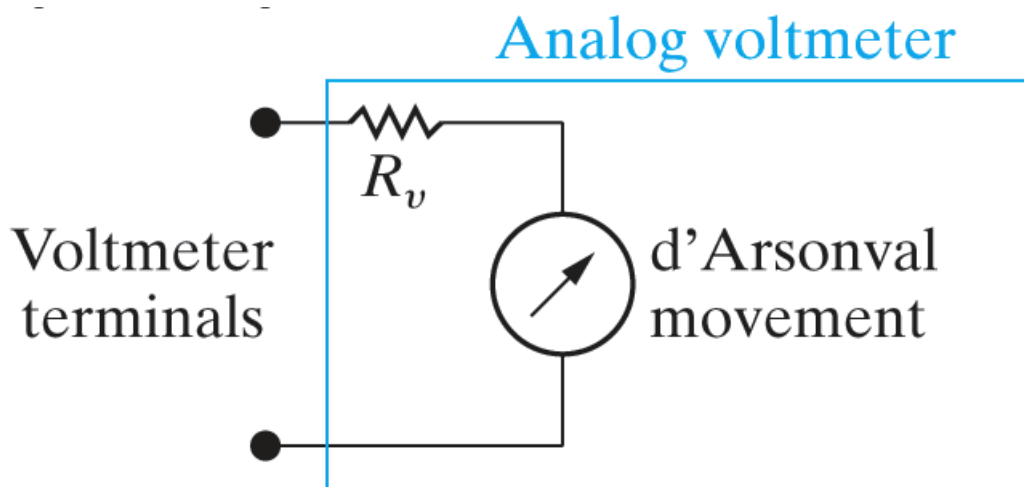 Analog voltmeter
Rᵥ
Voltmeter
terminals
d’Arsonval
movement